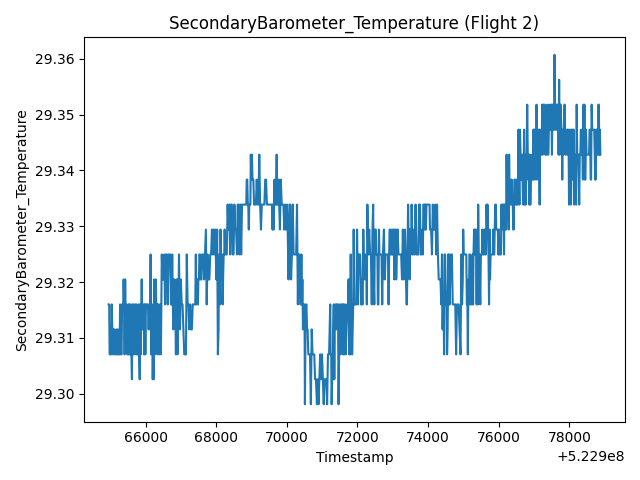 SecondaryBarometer_Temperature (Flight 2)
29.36
29.35
29.34
29.33
29.32
29.31
29.30
SecondaryBarometer_Temperature
66000 68000 70000 72000 74000 76000 78000
Timestamp
+5.229e8